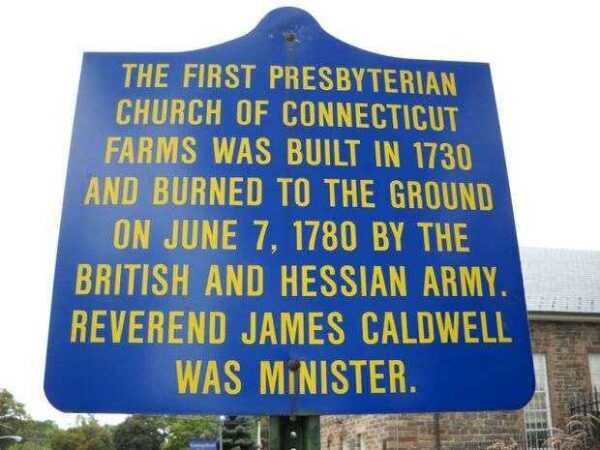 THE FIRST PRESBYTERIAN
CHURCH OF CONNECTICUT
FARMS WAS BUILT IN 1730
AND BURNED TO THE GROUND
ON JUNE 7, 1780 BY THE
BRITISH AND HESSIAN ARMY.
REVEREND JAMES CALDWELL
WAS MINISTER.